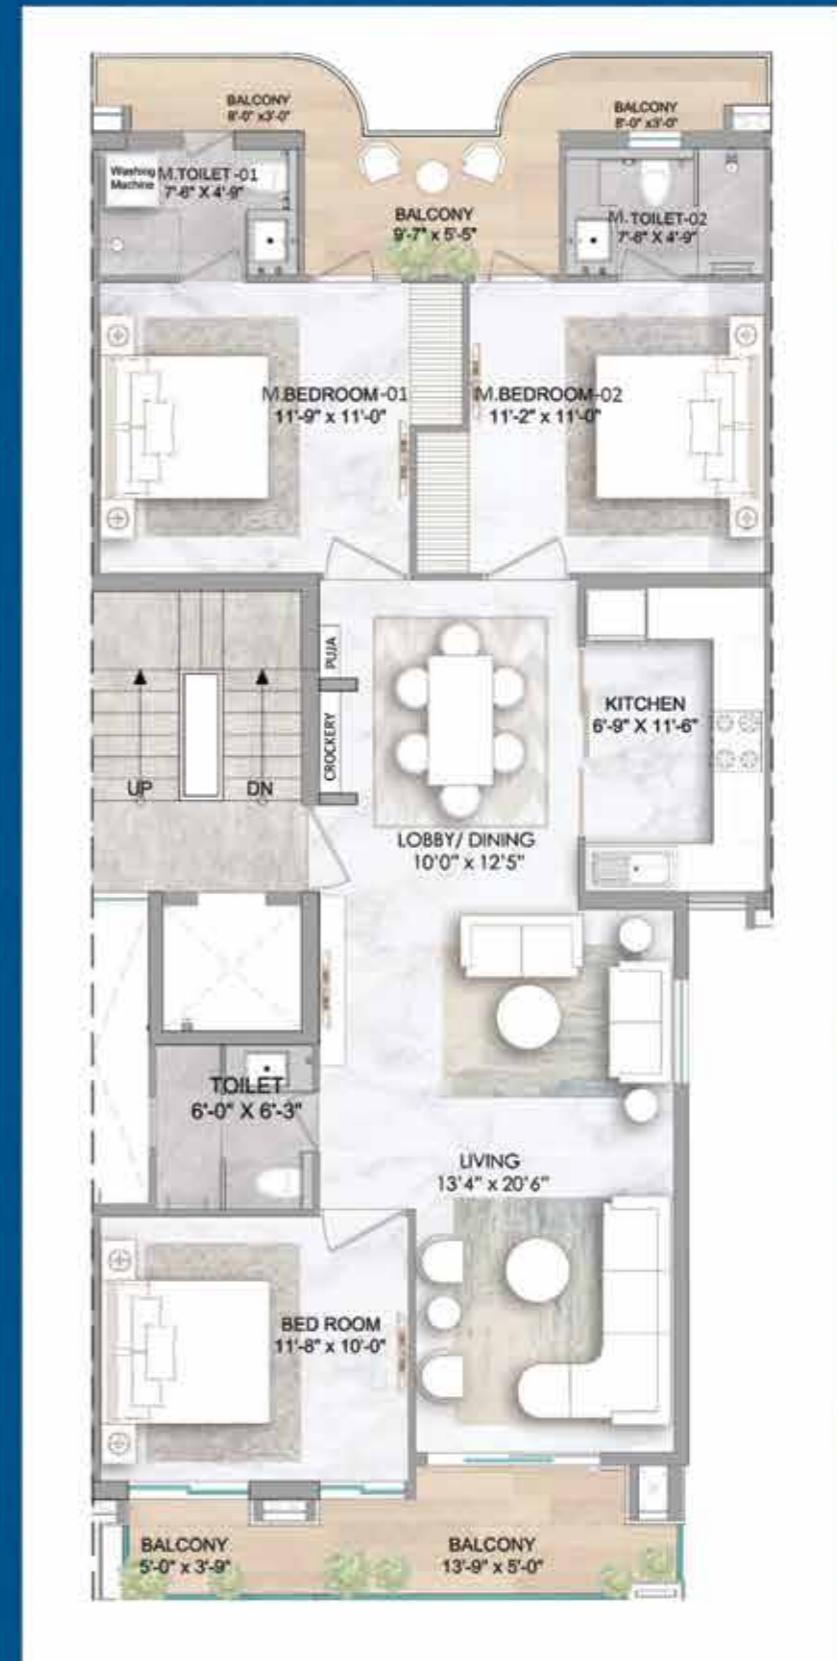 BALCONY
8'-0" x3'-0"
BALCONY
8'-0" x3'-0"
Washing
Machine
M.TOILET-01
7'-6" X 4'-9"
BALCONY
9'-7" x 5'-5"
M.TOILET-02
7'-6" X 4'-9"
M.BEDROOM-01
11'-9" x 11'-0"
M.BEDROOM-02
11'-2" x 11'-0"
PUJA
CROCKERY
KITCHEN
6'-9" X 11'-6"
UP
DN
LOBBY/ DINING
10'0" x 12'5"
TOILET
6'-0" X 6'-3"
LIVING
13'4" x 20'6"
BED ROOM
11'-8" x 10'-0"
BALCONY
5'-0" x 3'-9"
BALCONY
13'-9" x 5'-0"